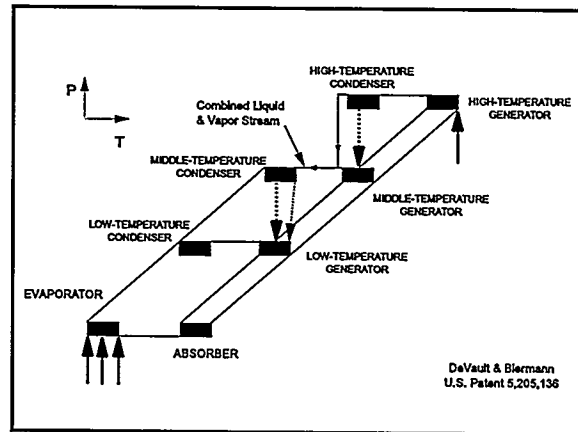 HIGH-TEMPERATURE
CONDENSER
P
T
Combined Liquid
& Vapor Stream
HIGH-TEMPERATURE
GENERATOR
MIDDLE-TEMPERATURE
CONDENSER
MIDDLE-TEMPERATURE
GENERATOR
LOW-TEMPERATURE
CONDENSER
LOW-TEMPERATURE
GENERATOR
EVAPORATOR
ABSORBER
DeVault & Biermann
U.S. Patent 5,205,136